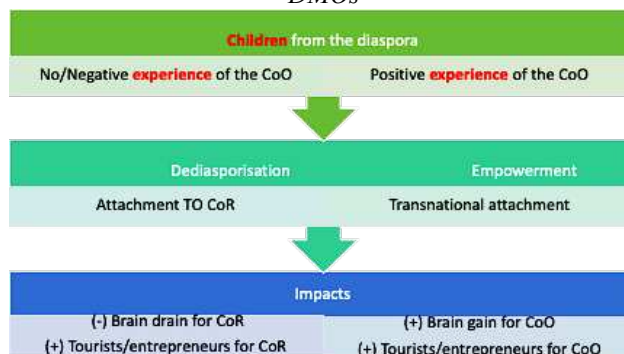 DMOs
Children from the diaspora
No/Negative experience of the CoO Positive experience of the CoO
Dediasporisation Empowerment
Attachment TO CoR Transnational attachment
Impacts
(-) Brain drain for CoR (+) Brain gain for CoO
(+) Tourists/entrepreneurs for CoR (+) Tourists/entrepreneurs for CoO